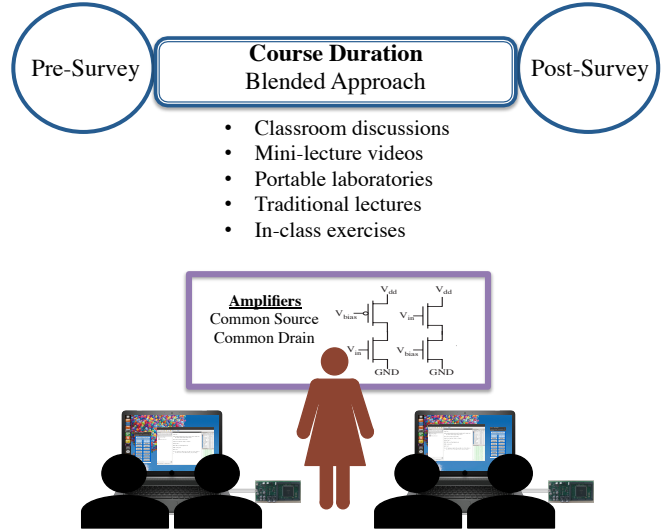 Pre-Survey
Course Duration
Blended Approach
Post-Survey
• Classroom discussions
• Mini-lecture videos
• Portable laboratories
• Traditional lectures
• In-class exercises
Amplifiers
Common Source
Common Drain
Vdd
Vbias
Vin
GND
Vdd
Vin
Vbias
GND